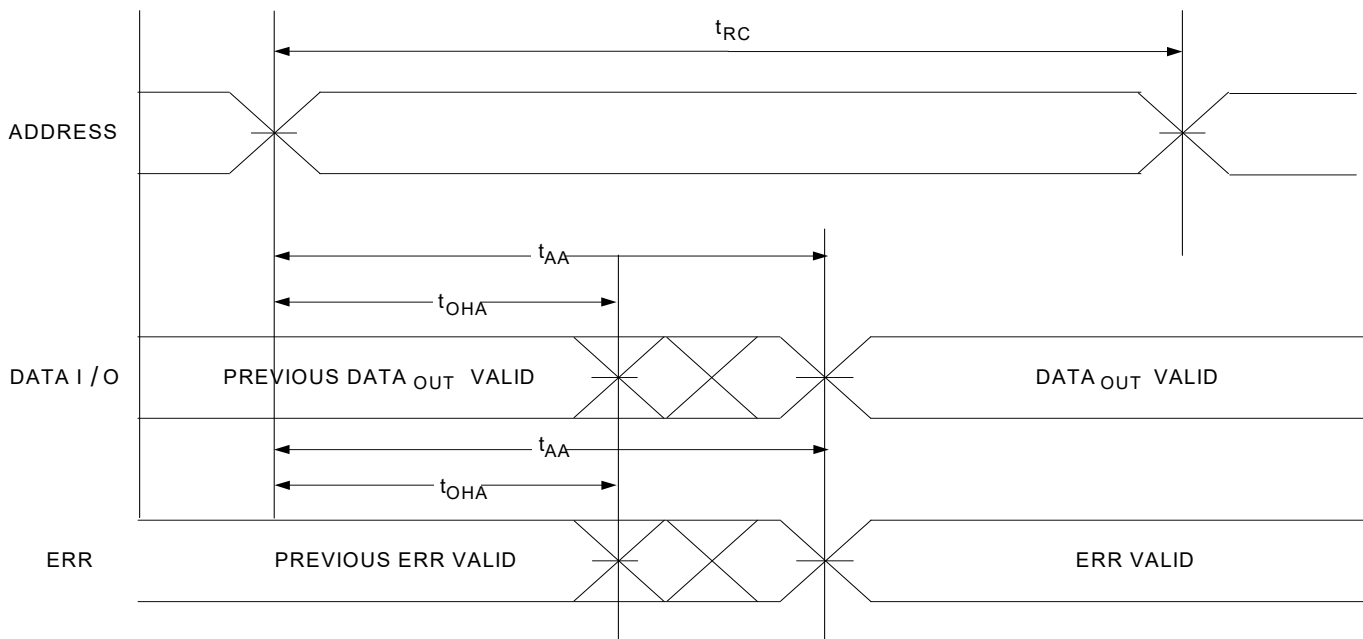 tRC
ADDRESS
tAA
tOHA
DATA I / O
PREVIOUS DATA OUT VALID
DATA OUT VALID
tAA
tOHA
ERR
PREVIOUS ERR VALID
ERR VALID